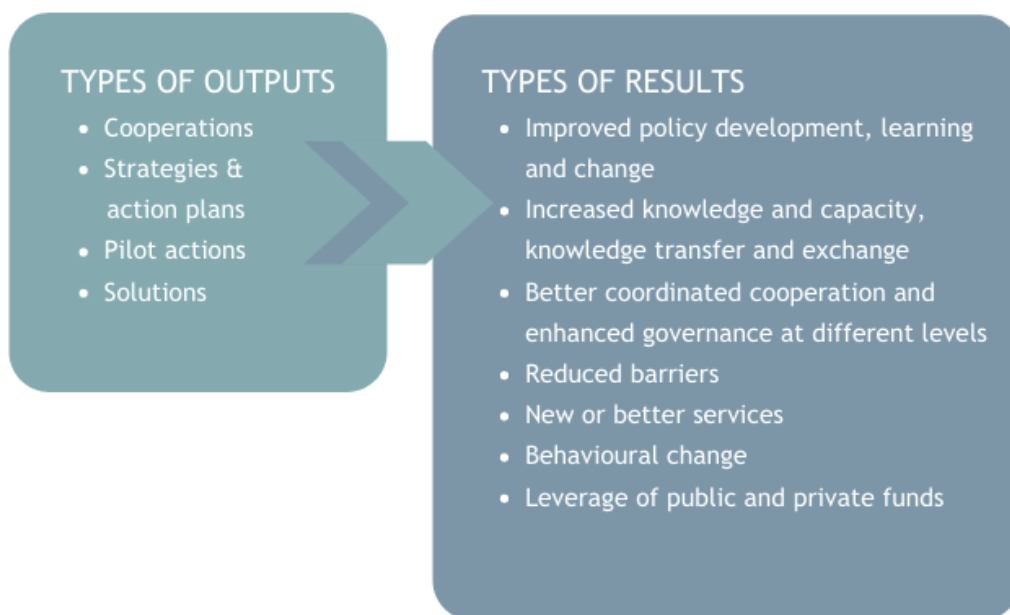 TYPES OF OUTPUTS
• Cooperations
• Strategies &
action plans
• Pilot actions
• Solutions
TYPES OF RESULTS
• Improved policy development, learning
and change
• Increased knowledge and capacity,
knowledge transfer and exchange
• Better coordinated cooperation and
enhanced governance at different levels
• Reduced barriers
• New or better services
• Behavioural change
• Leverage of public and private funds